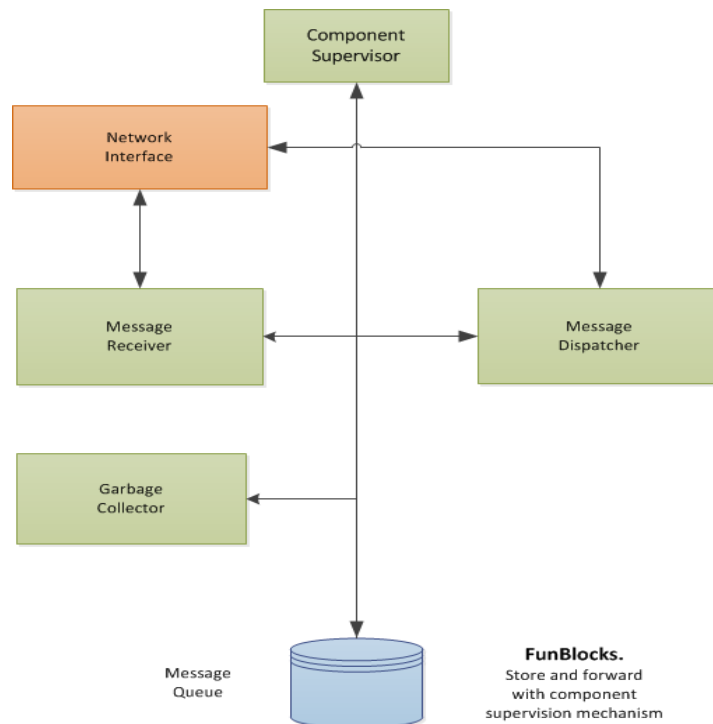 Component
Supervisor
Network
Interface
Message
Receiver
Message
Dispatcher
Garbage
Collector
Message
Queue
FunBlocks.
Store and forward
with component
supervision mechanism